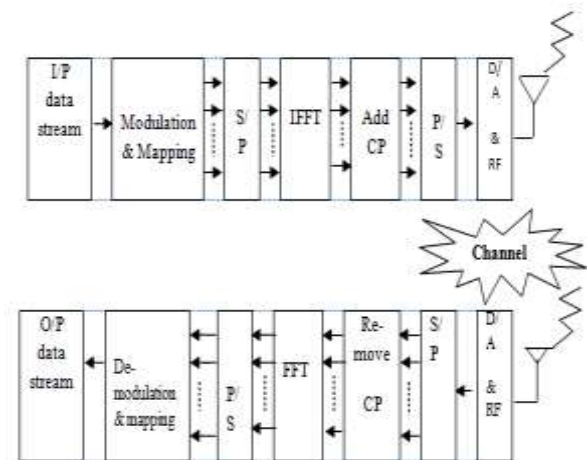 I/P
data
stream
Modulation
& Mapping
S/
P
IFFT
Add
CP
P/
S
D/
A
&
RF
Channel
O/P
data
stream
De-
modulation
& mapping
P/
S
FFT
Re-
move
CP
S/
P
D/
A
&
RF